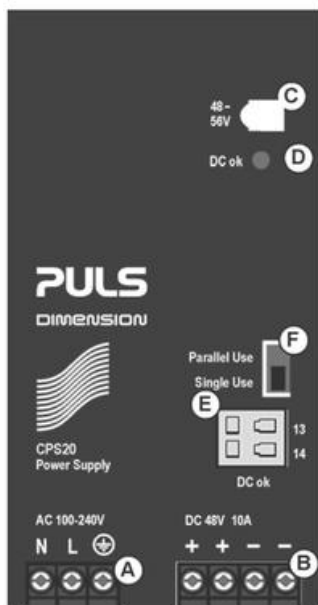 C
48–
56V
DC ok D
PULS
DIMENSION
F
Parallel Use
Single Use
E
13
14
CPS20
Power Supply
DC ok
AC 100-240V
DC 48V 10A
N L
+ + – –
A
B